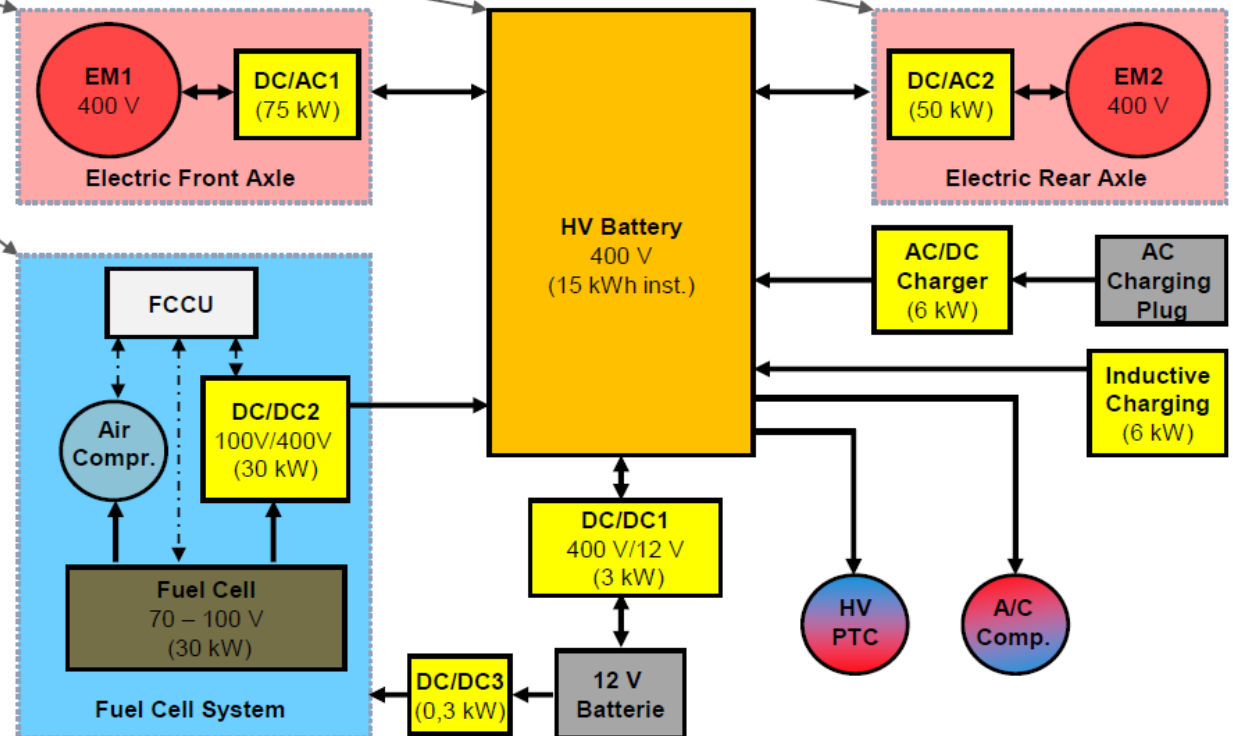 EM1
400 V
DC/AC1
(75 kW)
Electric Front Axle
HV Battery
400 V
(15 kWh inst.)
DC/AC2
(50 kW)
EM2
400 V
Electric Rear Axle
AC/DC
Charger
(6 kW)
AC
Charging
Plug
Inductive
Charging
(6 kW)
FCCU
Air
Compr.
DC/DC2
100V/400V
(30 kW)
Fuel Cell
70 – 100 V
(30 kW)
Fuel Cell System
DC/DC1
400 V/12 V
(3 kW)
DC/DC3
(0,3 kW)
12 V
Batterie
HV
PTC
A/C
Comp.